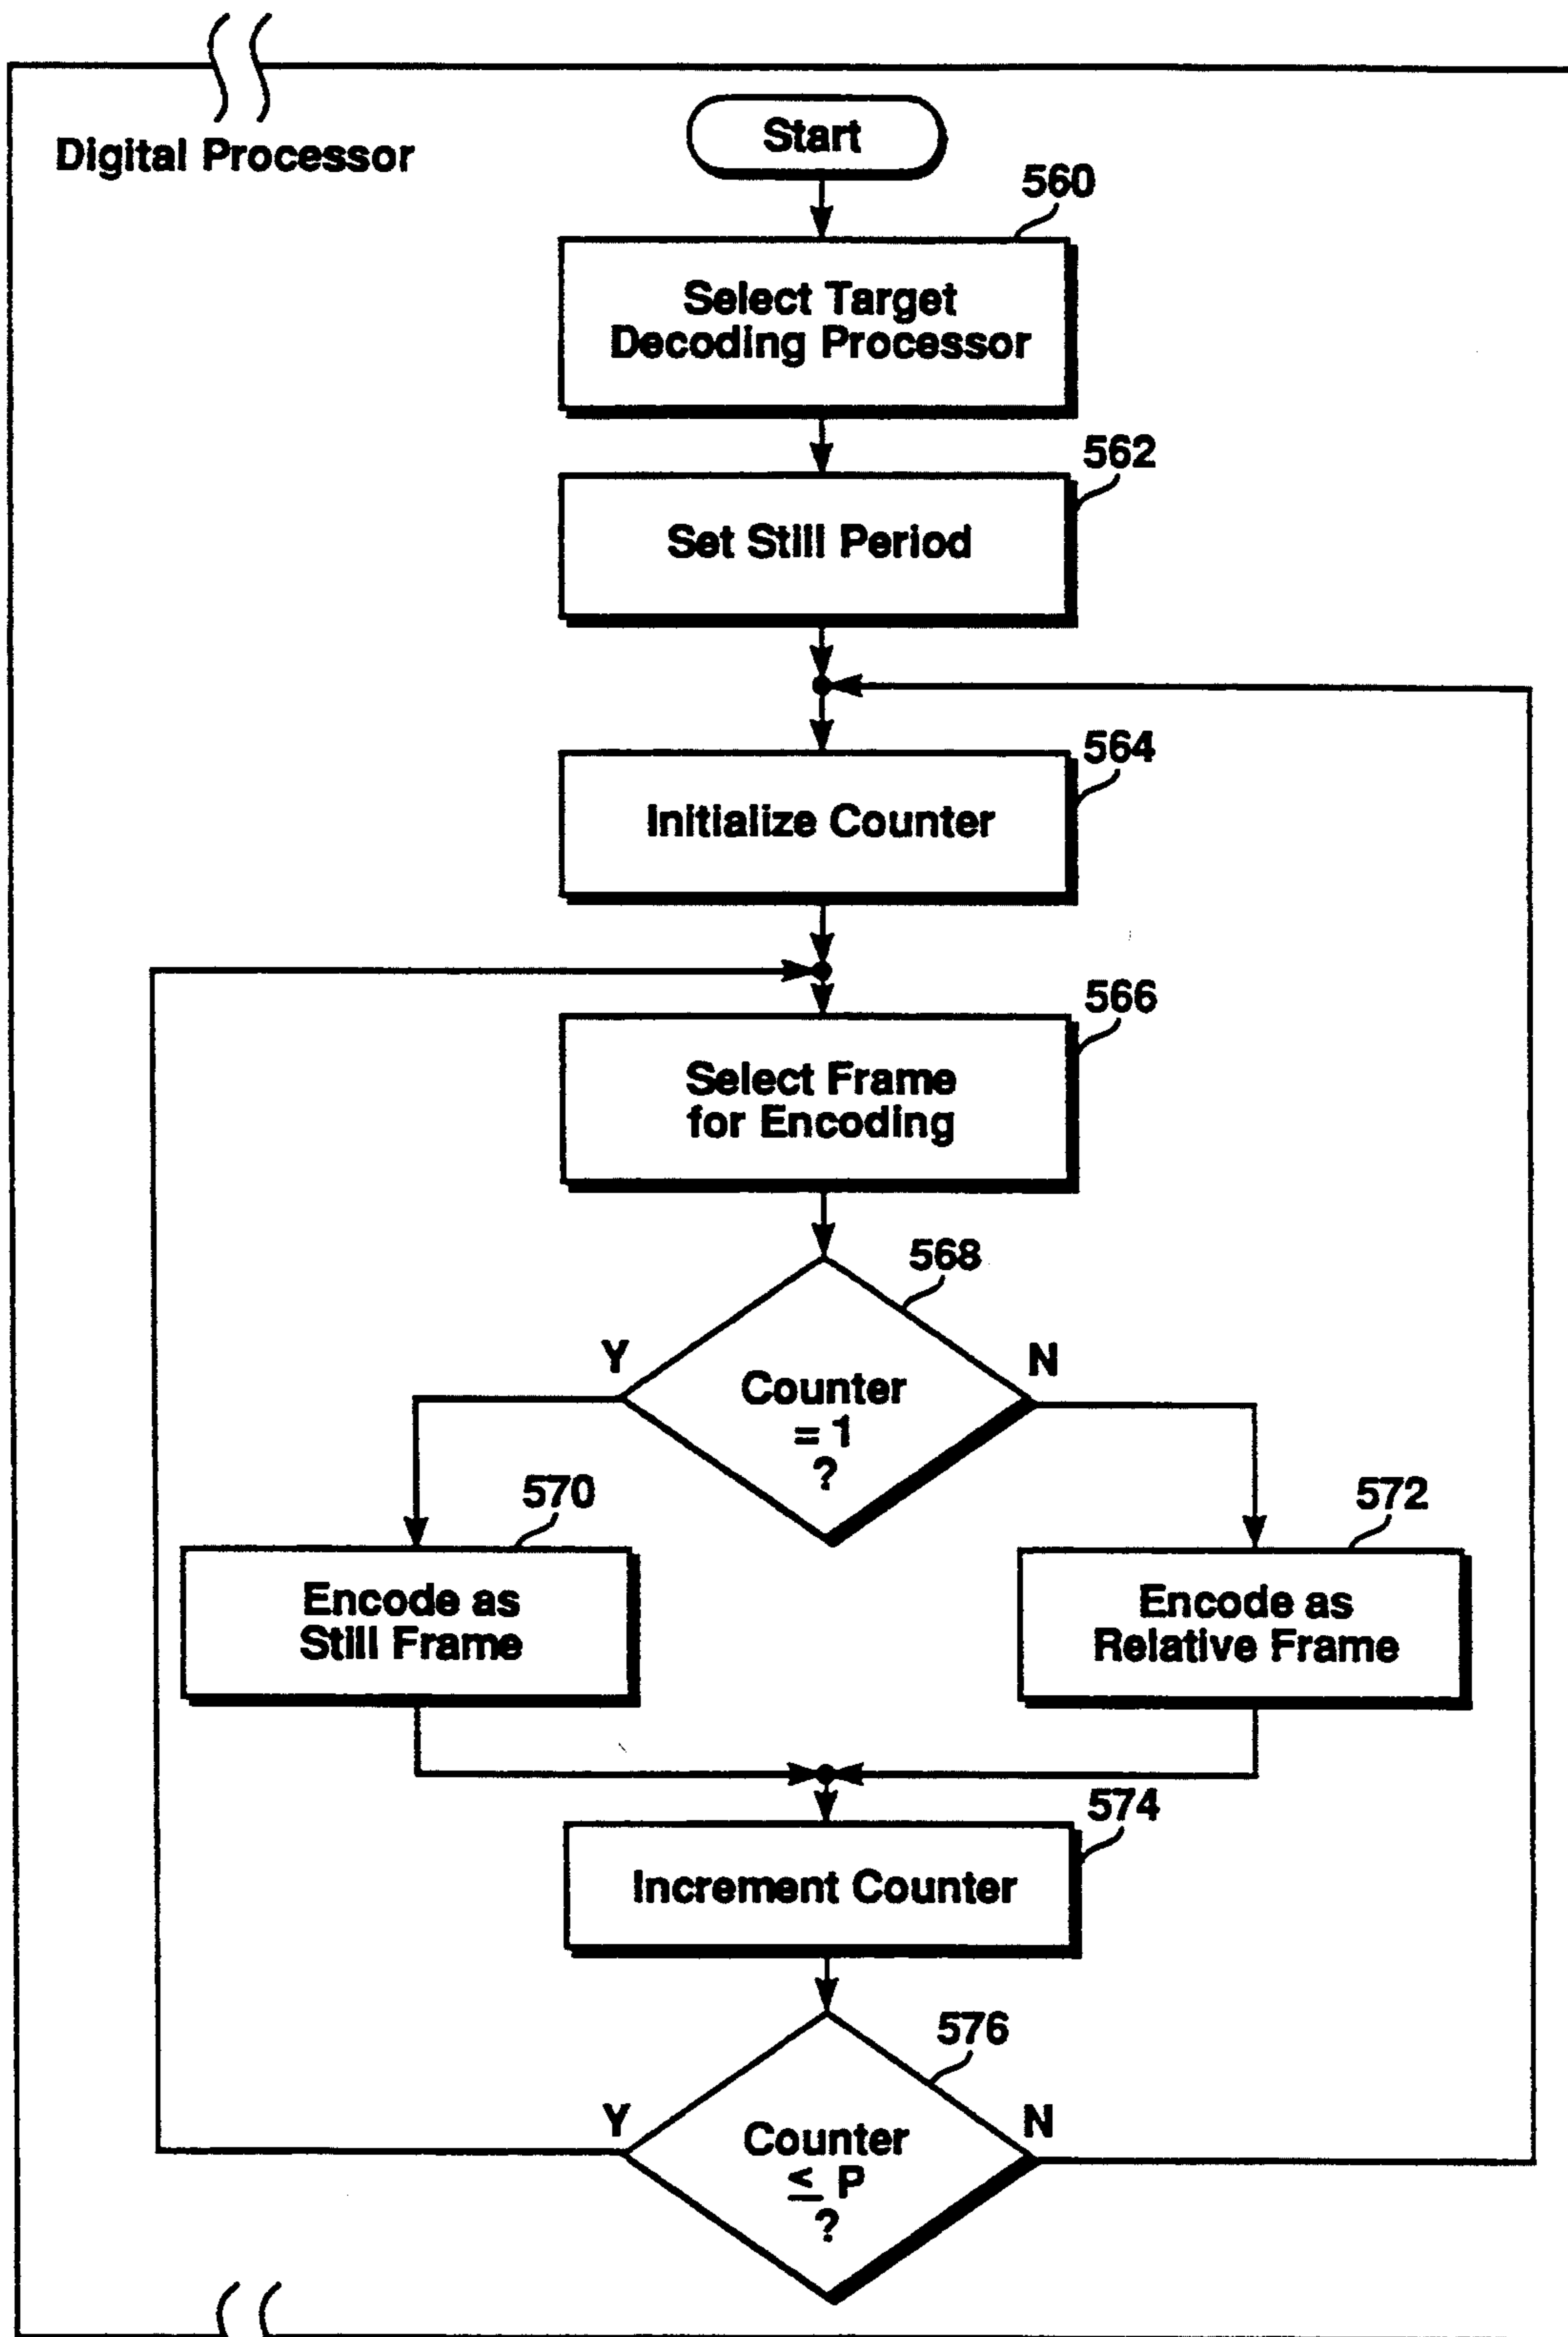 Digital Processor
Start
560
Select Target
Decoding Processor
562
Set Still Period
564
Initialize Counter
566
Select Frame
for Encoding
568
Y
N
Counter
= 1
?
570
572
Encode as
Still Frame
Encode as
Relative Frame
574
Increment Counter
576
Y
N
Counter
≤ P
?